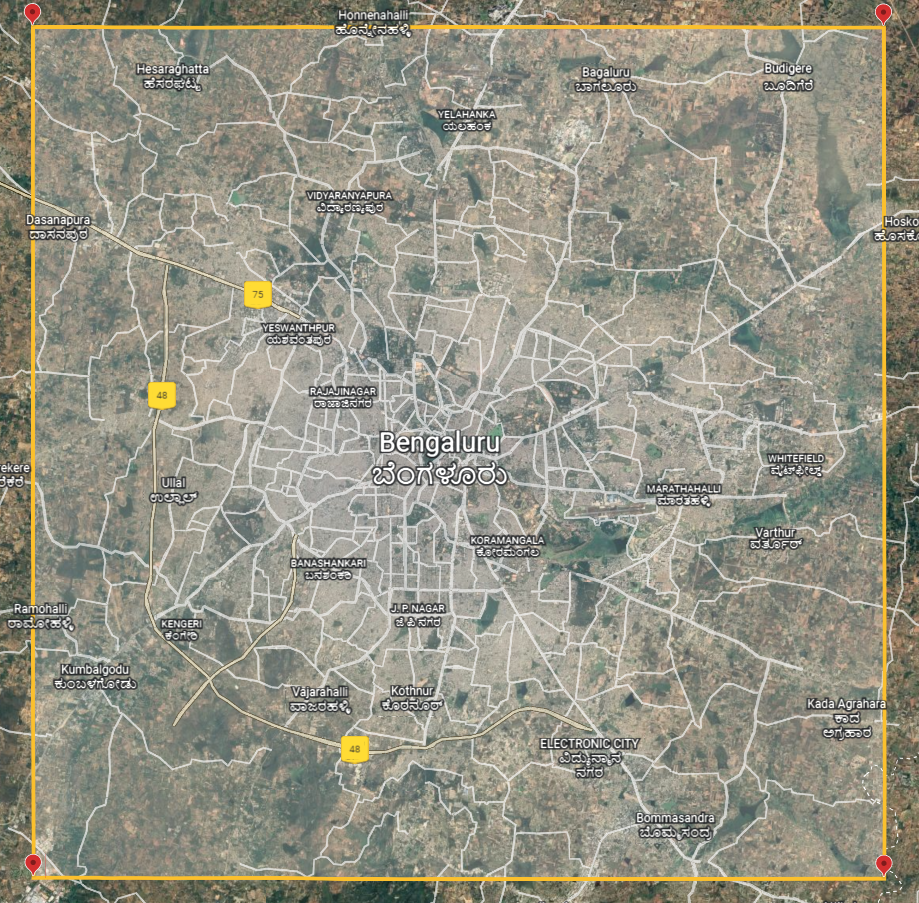 Honnenahalli
ಹೊನ್ನೇನಹಳ್ಳಿ
Hesaraghatta
ಹೆಸರಘಟ್ಟ
Bagaluru
ಬಾಗಲೂರು
Budigere
ಬೂದಿಗೆರೆ
YELAHANKA
ಯಲಹಂಕ
VIDYARANYAPURA
ವಿದ್ಯಾರಣ್ಯಪುರ
Dasanapura
ದಾಸನಪುರ
Hosko
ಹೊಸಕೋ
75
YESWANTHPUR
ಯಶವಂತಪುರ
48
RAJAJINAGAR
ರಾಜಾಜಿನಗರ
Bengaluru
ಬೆಂಗಳೂರು
ekere
ರೆಕೆರೆ
WHITEFIELD
ವೈಟ್‌ಫೀಲ್ಡ್
Ullal
ಉಲ್ಲಾಳ್
MARATHAHALLI
ಮಾರತಹಳ್ಳಿ
KORAMANGALA
ಕೋರಮಂಗಲ
Varthur
ವರ್ತೂರ್
BANASHANKARI
ಬನಶಂಕರಿ
Ramohalli
ರಾಮೋಹಳ್ಳಿ
J. P. NAGAR
ಜೆ.ಪಿ.ನಗರ
KENGERI
ಕೆಂಗೇರಿ
Kumbalgodu
ಕುಂಬಳಗೋಡು
Vajarahalli
ವಾಜರಹಳ್ಳಿ
Kothnur
ಕೊಠನೂರ್
Kada Agrahara
ಕಾದ
ಅಗ್ರಹಾರ
48
ELECTRONIC CITY
ವಿದ್ಯುನ್ಮಾನ
ನಗರ
Bommasandra
ಬೊಮ್ಮಸಂದ್ರ